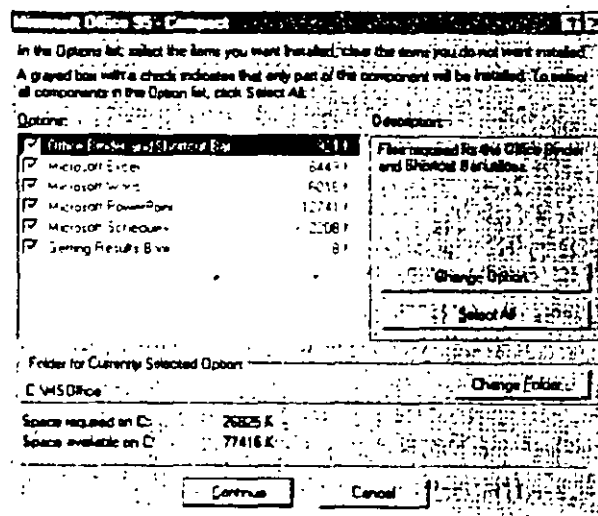 Microsoft Office 95 - Compact
In the Options list, select the items you want installed, clear the items you do not want installed.
A grayed box with a check indicates that only part of the component will be installed. To select
all components in the Option list, click Select All.
Options: Description:
Office Binder and Shortcut Bar
Microsoft Excel
Microsoft Word
Microsoft PowerPoint 12741 K
Microsoft Schedule+
Getting Results Book
Files required for the Office Binder
and Shortcut Bar utilities.
Change Option...
Select All
Folder for Currently Selected Option:
C:\MSOffice
Change Folder...
Space required on C: 26825 K
Space available on C: 77416 K
Continue Cancel